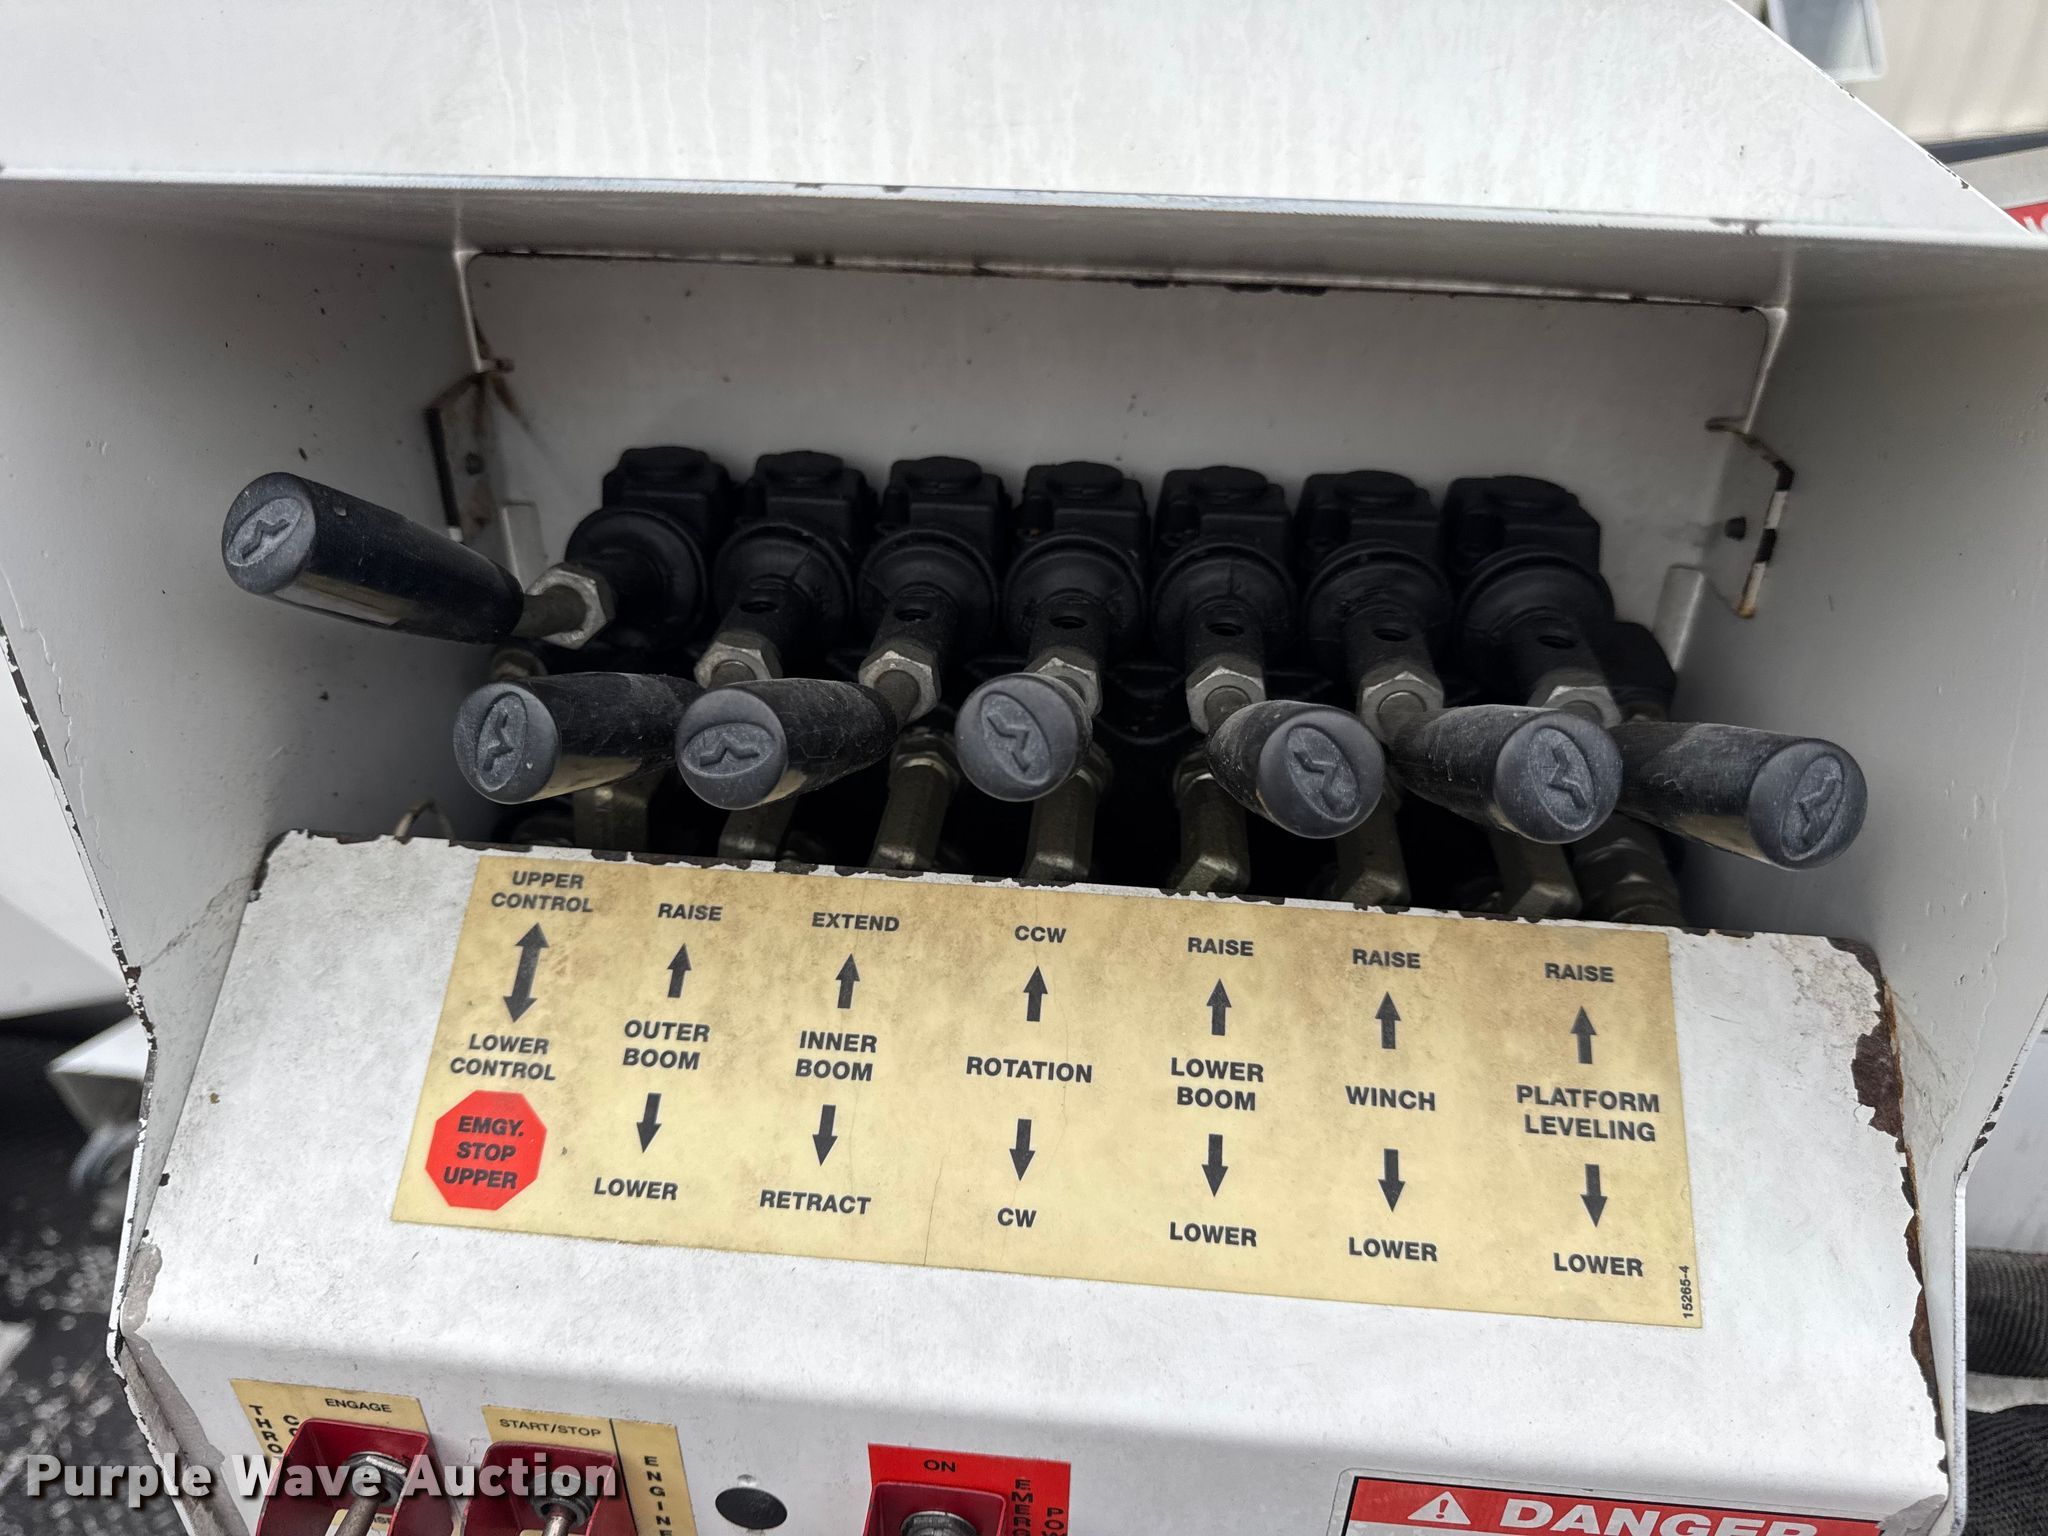 UPPER
CONTROL
LOWER
CONTROL
EMGY.
STOP
UPPER
RAISE
OUTER
BOOM
LOWER
EXTEND
INNER
BOOM
RETRACT
CCW
ROTATION
CW
RAISE
LOWER
BOOM
LOWER
RAISE
WINCH
LOWER
RAISE
PLATFORM
LEVELING
LOWER
15265-4
ENGAGE
START/STOP
ENGINE
ON
DANGER
Purple Wave Auction